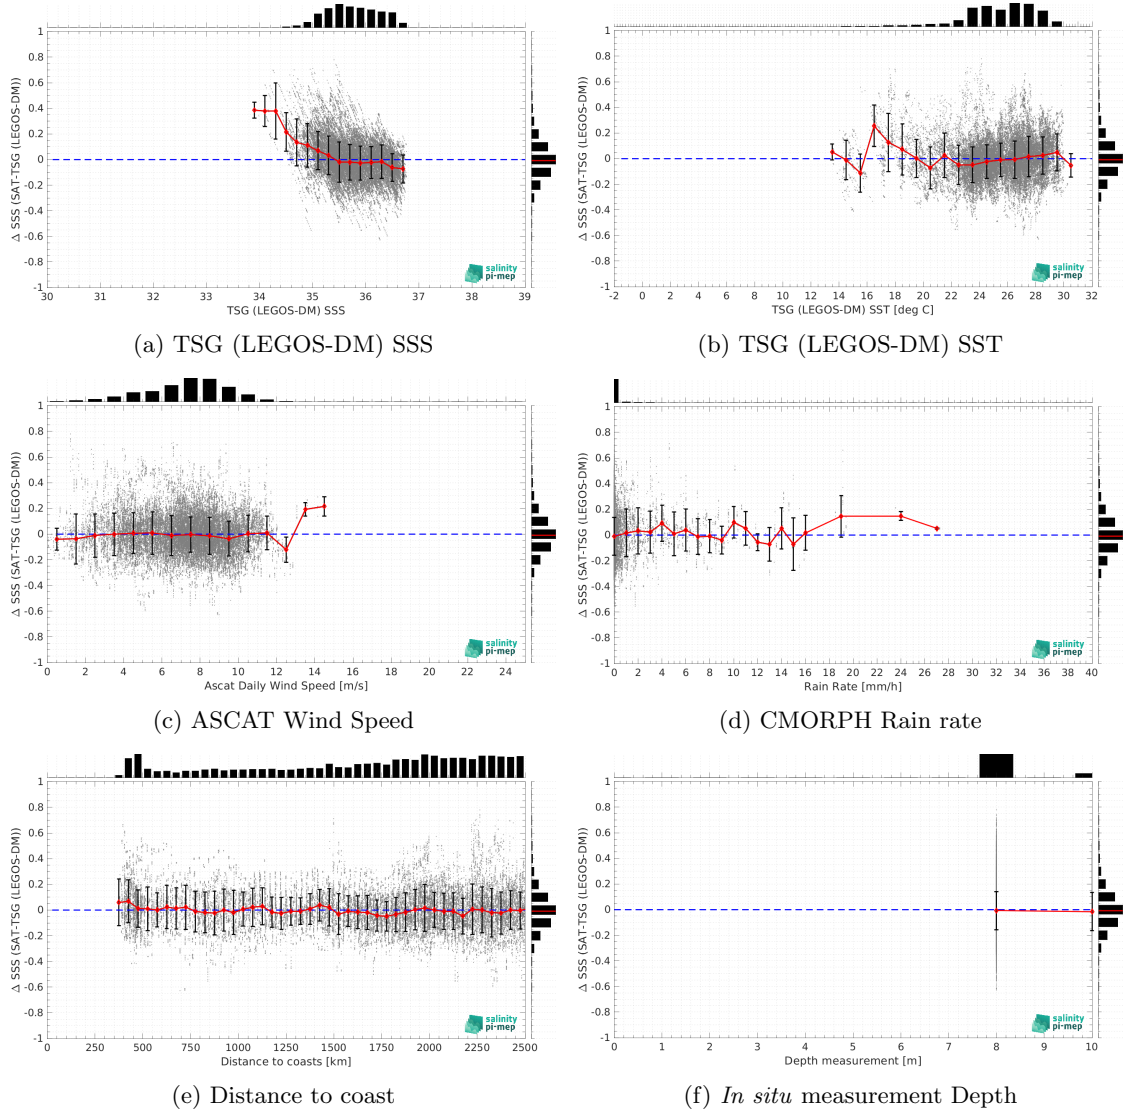 1
0.8
0.6
0.4
0.2
0
-0.2
-0.4
-0.6
-0.8
-1
Δ SSS (SAT-TSG (LEGOS-DM))
salinity
pi-mep
30 31 32 33 34 35 36 37 38 39
TSG (LEGOS-DM) SSS
(a) TSG (LEGOS-DM) SSS
1
0.8
0.6
0.4
0.2
0
-0.2
-0.4
-0.6
-0.8
-1
Δ SSS (SAT-TSG (LEGOS-DM))
salinity
pi-mep
-2 0 2 4 6 8 10 12 14 16 18 20 22 24 26 28 30 32
TSG (LEGOS-DM) SST [deg C]
(b) TSG (LEGOS-DM) SST
1
0.8
0.6
0.4
0.2
0
-0.2
-0.4
-0.6
-0.8
-1
Δ SSS (SAT-TSG (LEGOS-DM))
salinity
pi-mep
0 2 4 6 8 10 12 14 16 18 20 22 24
Ascat Daily Wind Speed [m/s]
(c) ASCAT Wind Speed
1
0.8
0.6
0.4
0.2
0
-0.2
-0.4
-0.6
-0.8
-1
Δ SSS (SAT-TSG (LEGOS-DM))
salinity
pi-mep
0 2 4 6 8 10 12 14 16 18 20 22 24 26 28 30 32 34 36 38 40
Rain Rate [mm/h]
(d) CMORPH Rain rate
1
0.8
0.6
0.4
0.2
0
-0.2
-0.4
-0.6
-0.8
-1
Δ SSS (SAT-TSG (LEGOS-DM))
salinity
pi-mep
0 250 500 750 1000 1250 1500 1750 2000 2250 2500
Distance to coasts [km]
(e) Distance to coast
1
0.8
0.6
0.4
0.2
0
-0.2
-0.4
-0.6
-0.8
-1
Δ SSS (SAT-TSG (LEGOS-DM))
salinity
pi-mep
0 1 2 3 4 5 6 7 8 9 10
Depth measurement [m]
(f) In situ measurement Depth